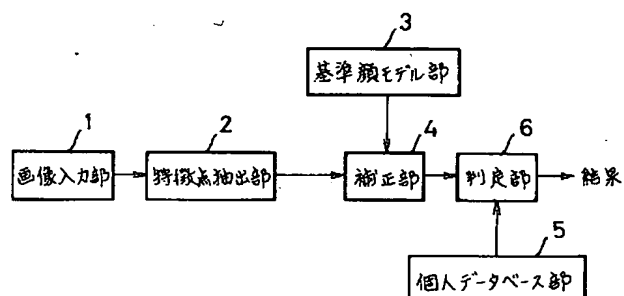 3
基準顔モデル部
1
2
4
6
画像入力部
特徴点抽出部
補正部
判定部
結果
5
個人データベース部